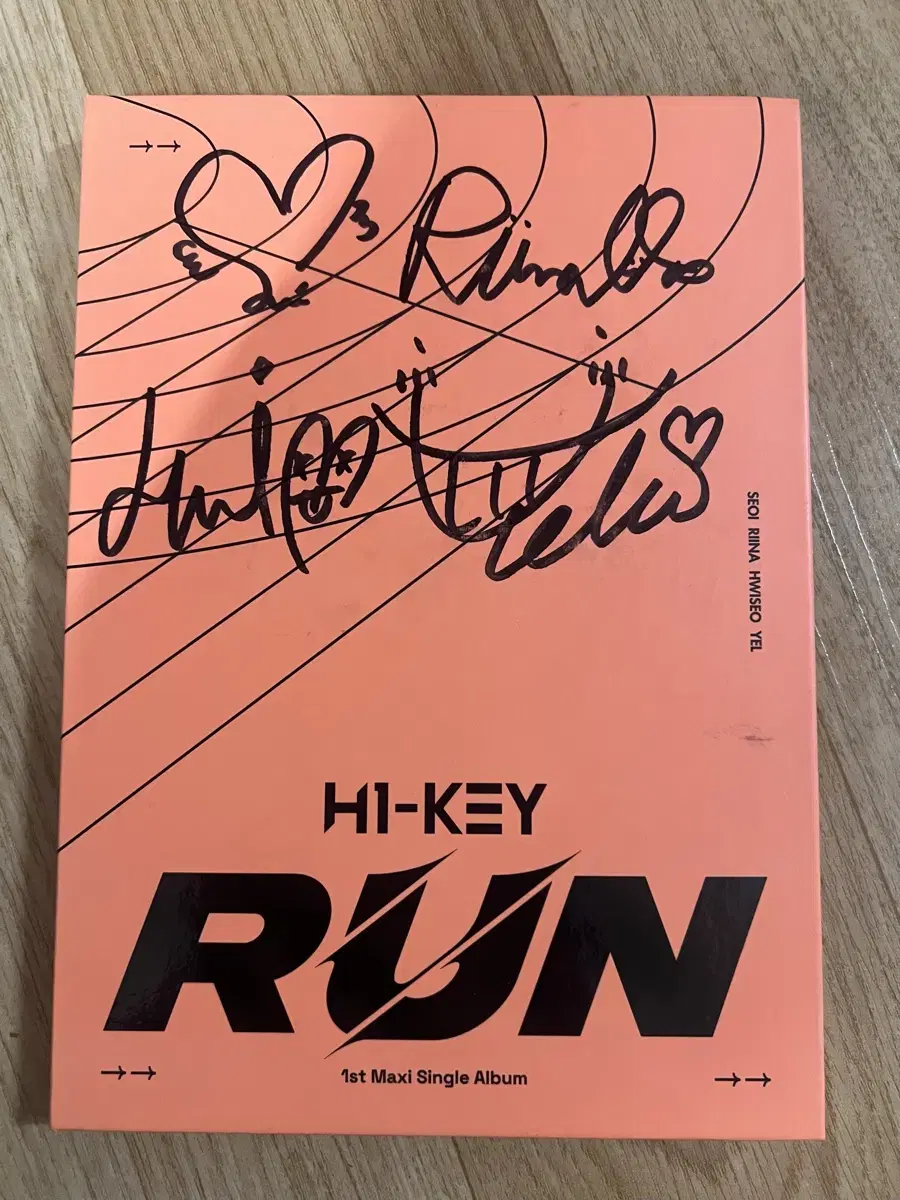 →→
Riina
SEOI RIINA HWISEO YEL
H1-KEY
RUN
→→
1st Maxi Single Album
→→